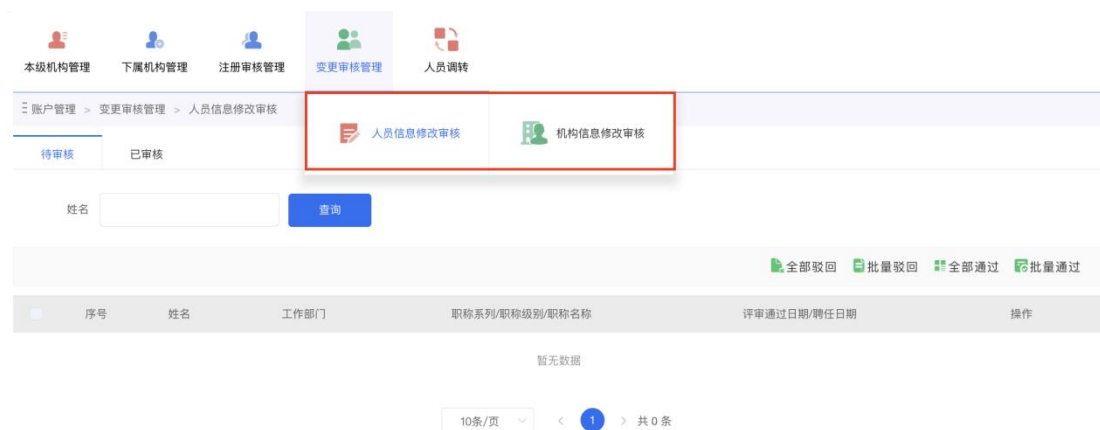 本级机构管理 下属机构管理 注册审核管理 变更审核管理 人员调转
账户管理 > 变更审核管理 > 人员信息修改审核
人员信息修改审核 机构信息修改审核
待审核 已审核
姓名 查询
全部驳回 批量驳回 全部通过 批量通过
序号 姓名 工作部门 职称系列/职称级别/职称名称 评审通过日期/聘任日期 操作
暂无数据
10条/页 < 1 > 共 0 条